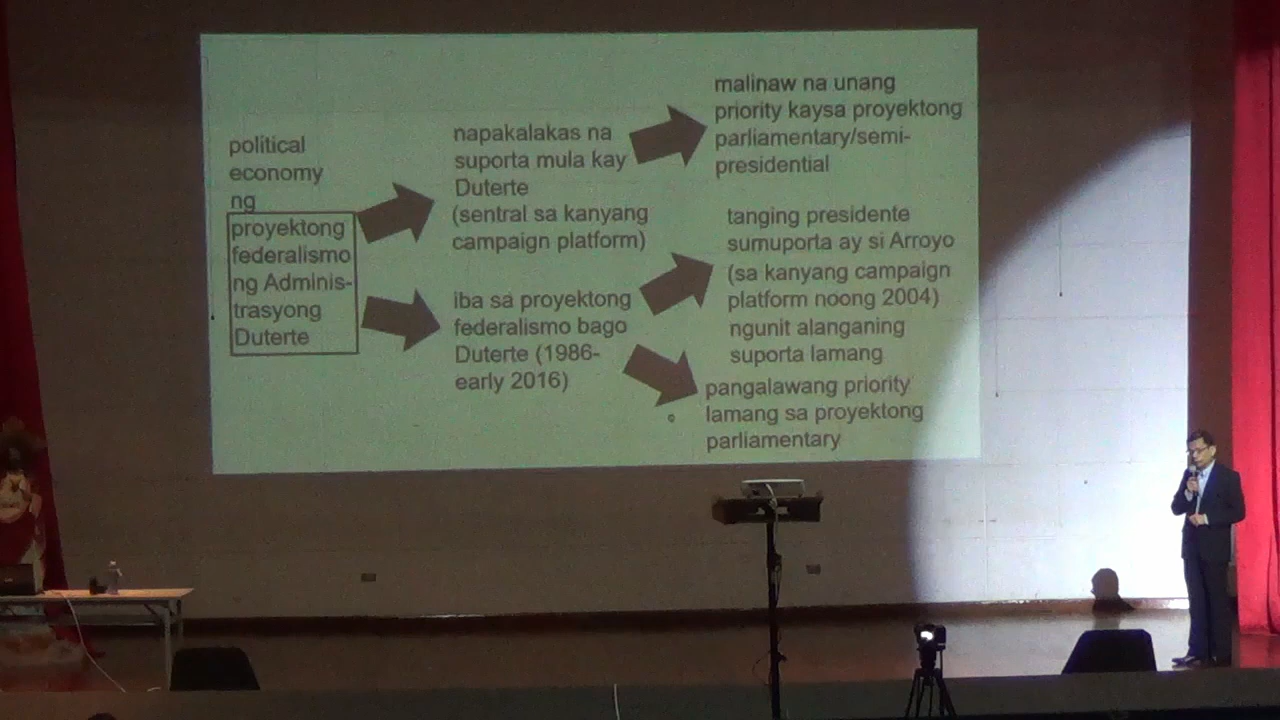 political
economy
ng
proyektong
federalismo
ng Adminis-
trasyong
Duterte
napakalakas na
suporta mula kay
Duterte
(sentral sa kanyang
campaign platform)
iba sa proyektong
federalismo bago
Duterte (1986-
early 2016)
malinaw na unang
priority kaysa proyektong
parliamentary/semi-
presidential
tanging presidente
sumuporta ay si Arroyo
(sa kanyang campaign
platform noong 2004)
ngunit alanganing
suporta lamang
pangalawang priority
lamang sa proyektong
parliamentary